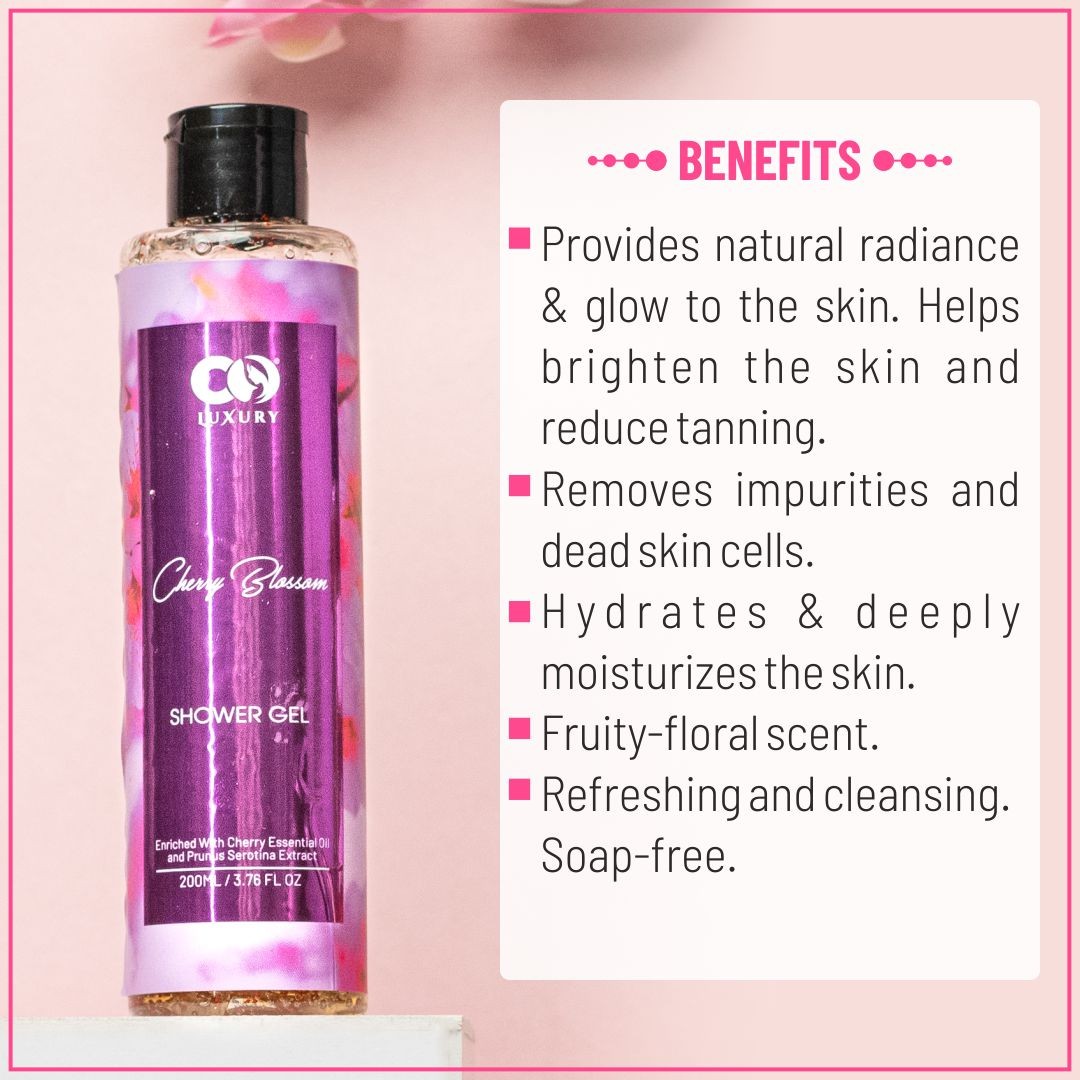 BENEFITS
Provides natural radiance
& glow to the skin. Helps
brighten the skin and
reduce tanning.
Removes impurities and
dead skin cells.
Hydrates & deeply
moisturizes the skin.
Fruity-floral scent.
Refreshing and cleansing.
Soap-free.
LUXURY
Cherry Blossom
SHOWER GEL
Enriched With Cherry Essential Oil
and Prunus Serotina Extract
200ML / 3.76 FL OZ